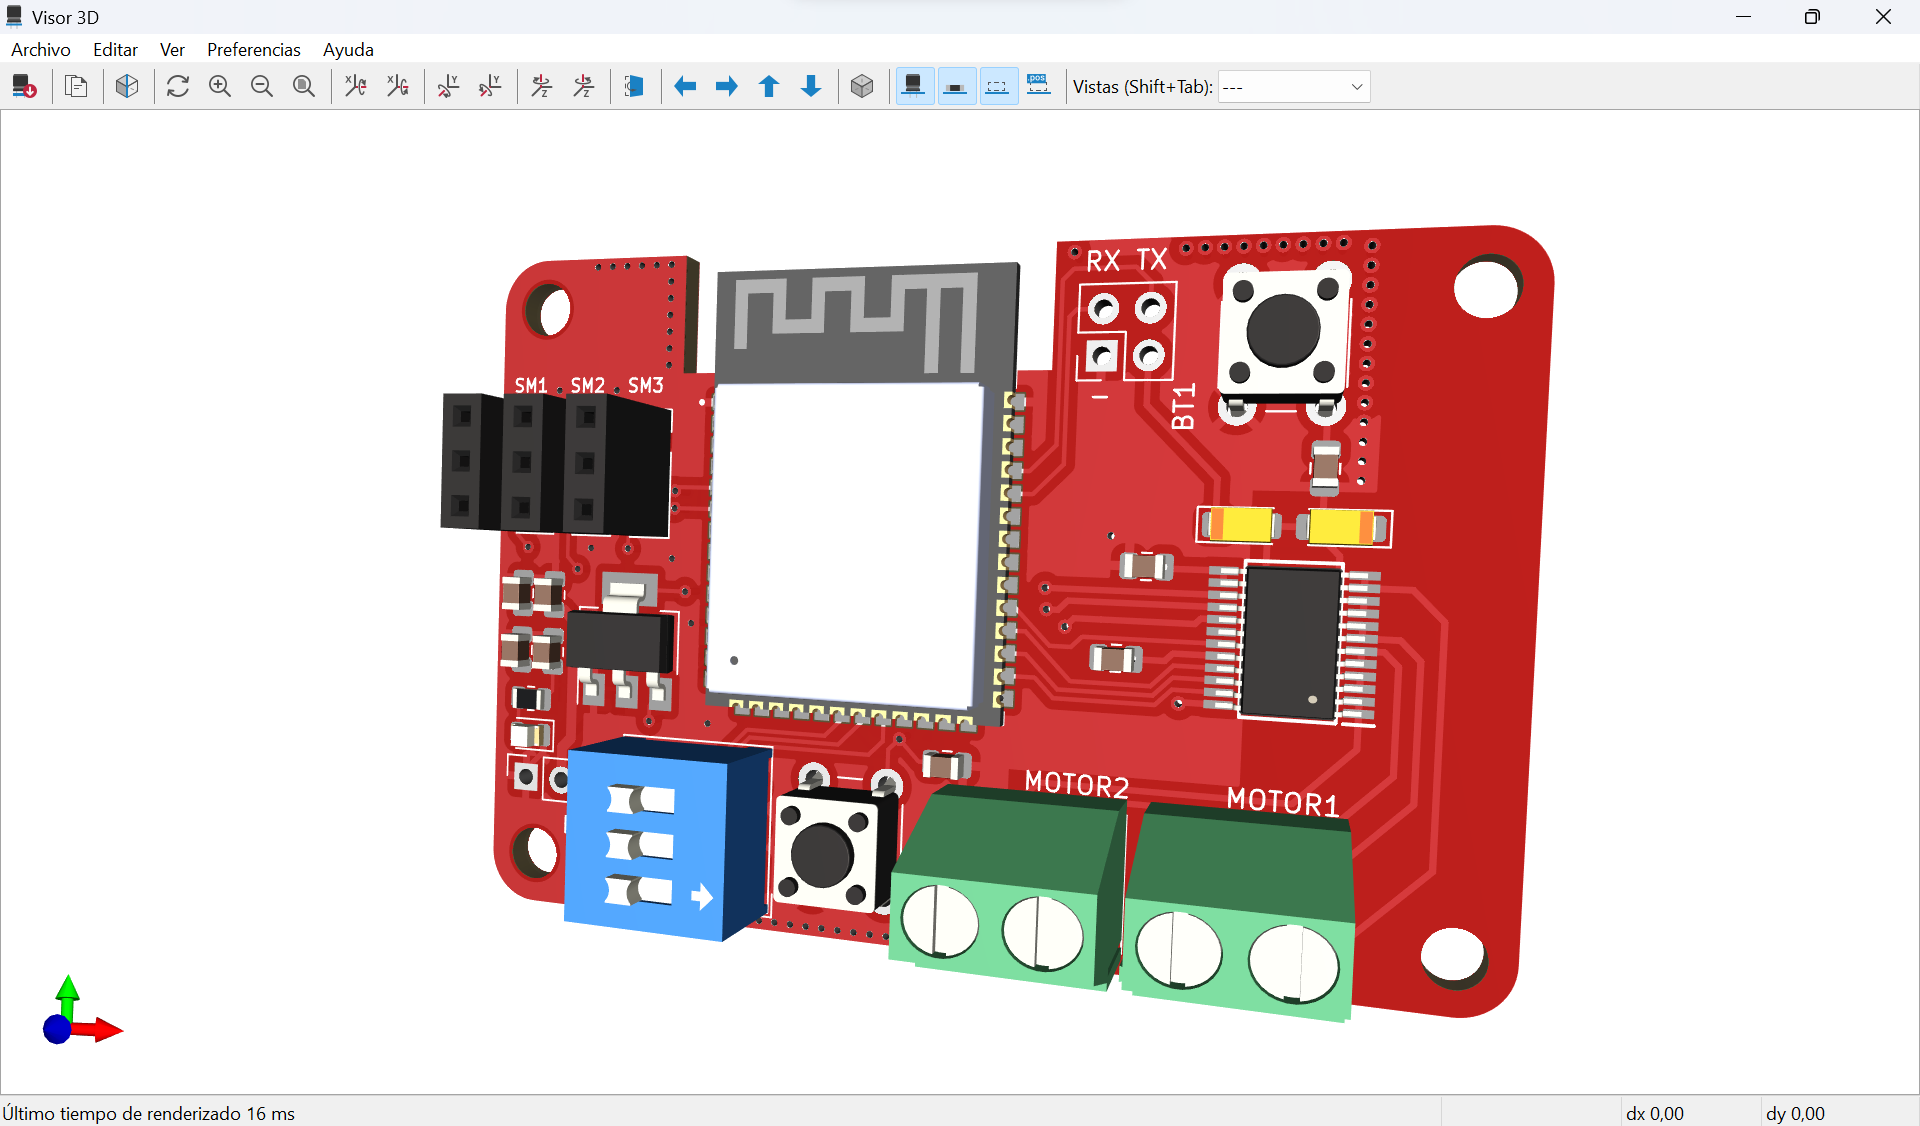 Visor 3D
Archivo Editar Ver Preferencias Ayuda
Vistas (Shift+Tab): ---
RX TX
SM1 SM2 SM3
BT1
MOTOR2
MOTOR1
Último tiempo de renderizado 16 ms
dx 0,00
dy 0,00